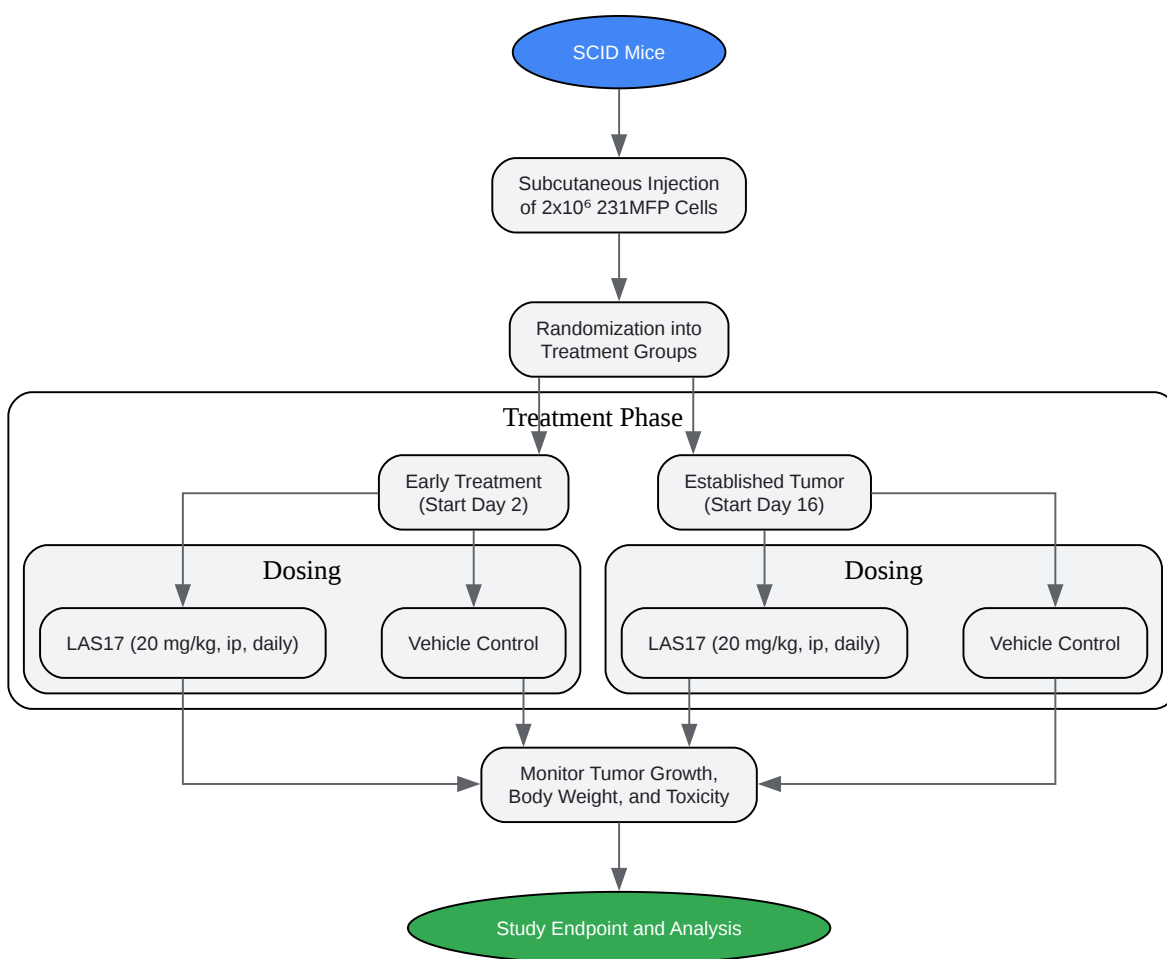 SCID Mice
Subcutaneous Injection
of 2x10⁶ 231MFP Cells
Randomization into
Treatment Groups
Treatment Phase
Early Treatment
(Start Day 2)
Established Tumor
(Start Day 16)
Dosing
Dosing
LAS17 (20 mg/kg, ip, daily)
Vehicle Control
LAS17 (20 mg/kg, ip, daily)
Vehicle Control
Monitor Tumor Growth,
Body Weight, and Toxicity
Study Endpoint and Analysis